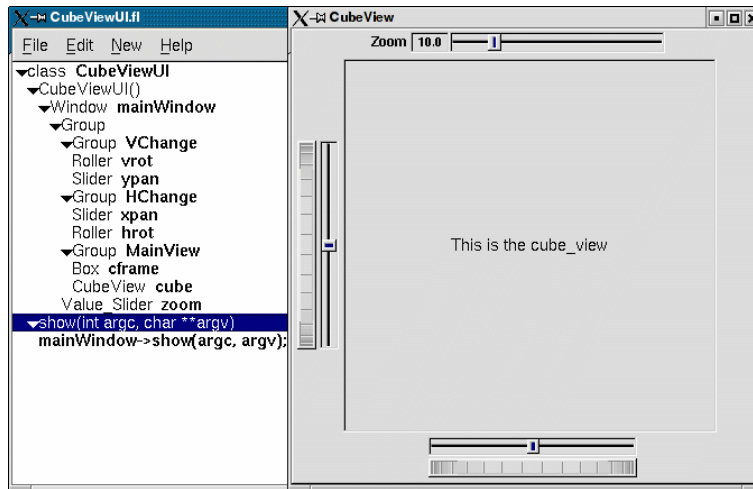 CubeViewUI.fl
File Edit New Help
class CubeViewUI
CubeViewUI()
Window mainWindow
Group
Group VChange
Roller vrot
Slider ypan
Group HChange
Slider xpan
Roller hrot
Group MainView
Box cframe
CubeView cube
Value_Slider zoom
show(int argc, char **argv)
mainWindow->show(argc, argv);
CubeView
Zoom 10.0
This is the cube_view